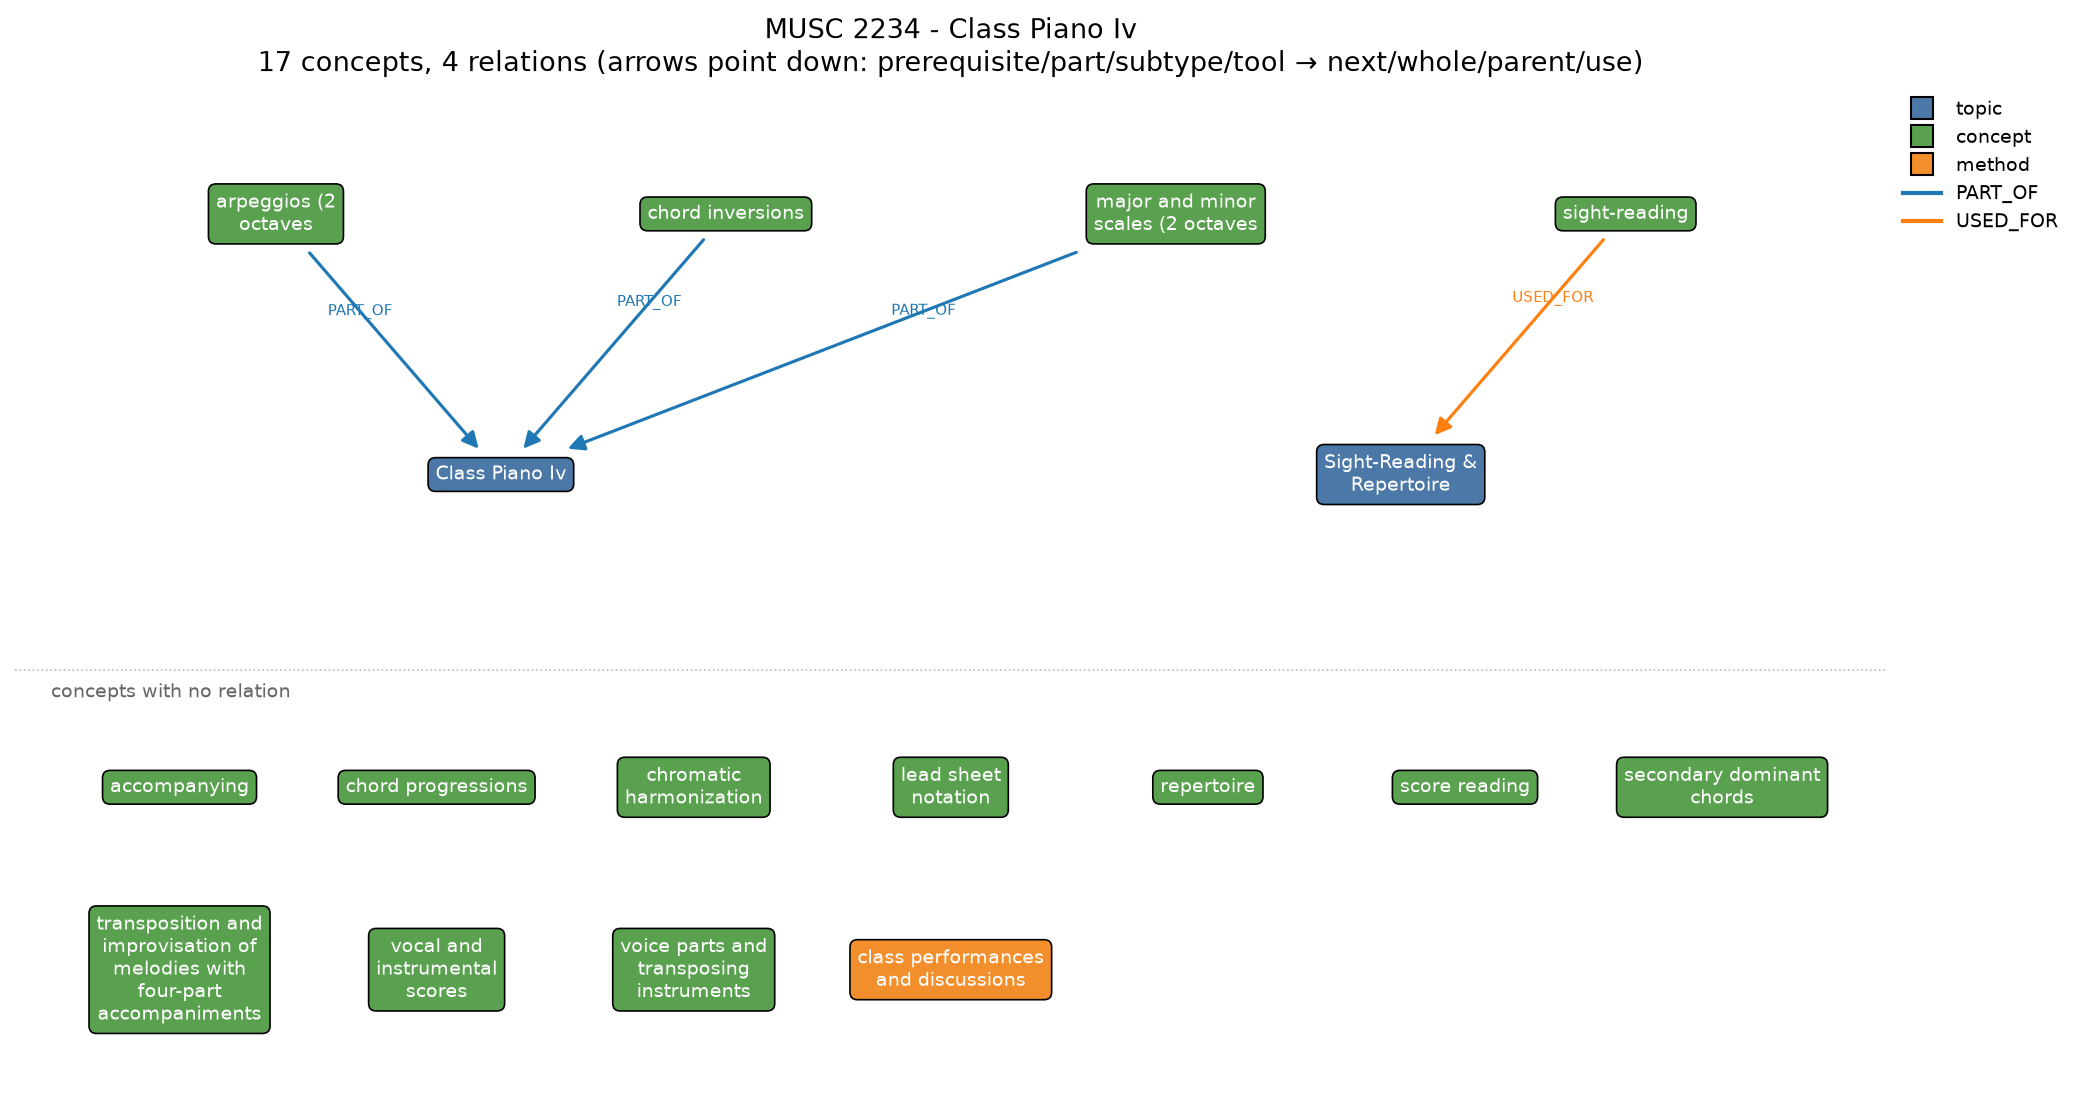 MUSC 2234 - Class Piano Iv
17 concepts, 4 relations (arrows point down: prerequisite/part/subtype/tool → next/whole/parent/use)
topic
concept
method
PART_OF
USED_FOR
arpeggios (2
octaves
chord inversions
major and minor
scales (2 octaves
sight-reading
PART_OF
PART_OF
PART_OF
USED_FOR
Class Piano Iv
Sight-Reading &
Repertoire
concepts with no relation
accompanying
chord progressions
chromatic
harmonization
lead sheet
notation
repertoire
score reading
secondary dominant
chords
transposition and
improvisation of
melodies with
four-part
accompaniments
vocal and
instrumental
scores
voice parts and
transposing
instruments
class performances
and discussions